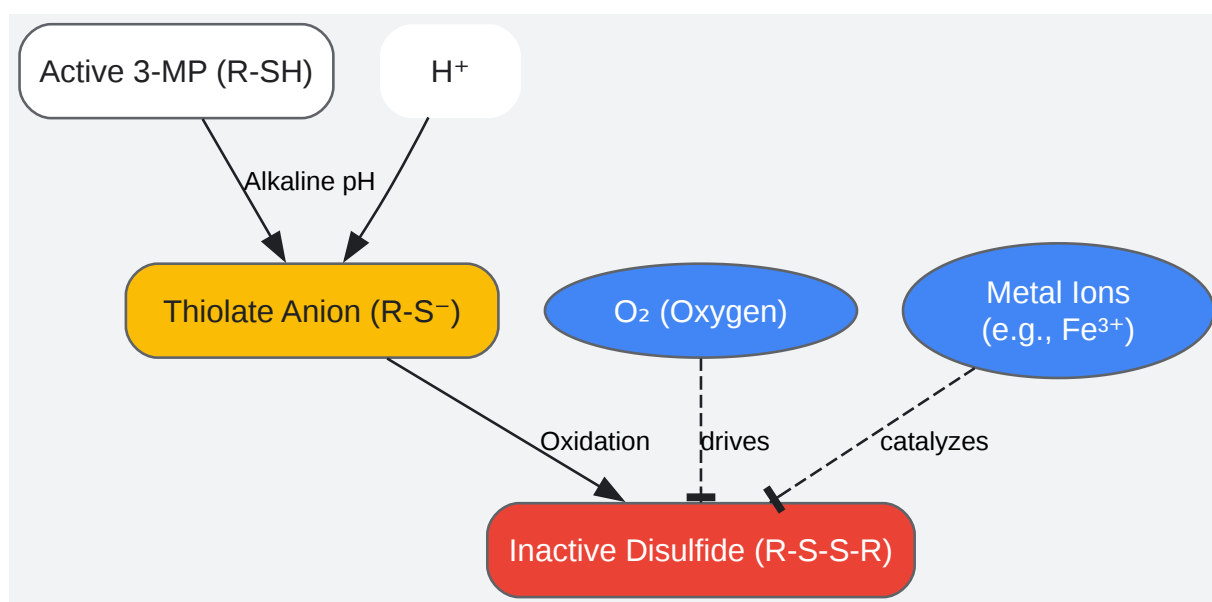 Active 3-MP (R-SH)
H⁺
Alkaline pH
Thiolate Anion (R-S⁻)
O₂ (Oxygen)
Metal Ions
(e.g., Fe³⁺)
Oxidation
drives
catalyzes
Inactive Disulfide (R-S-S-R)